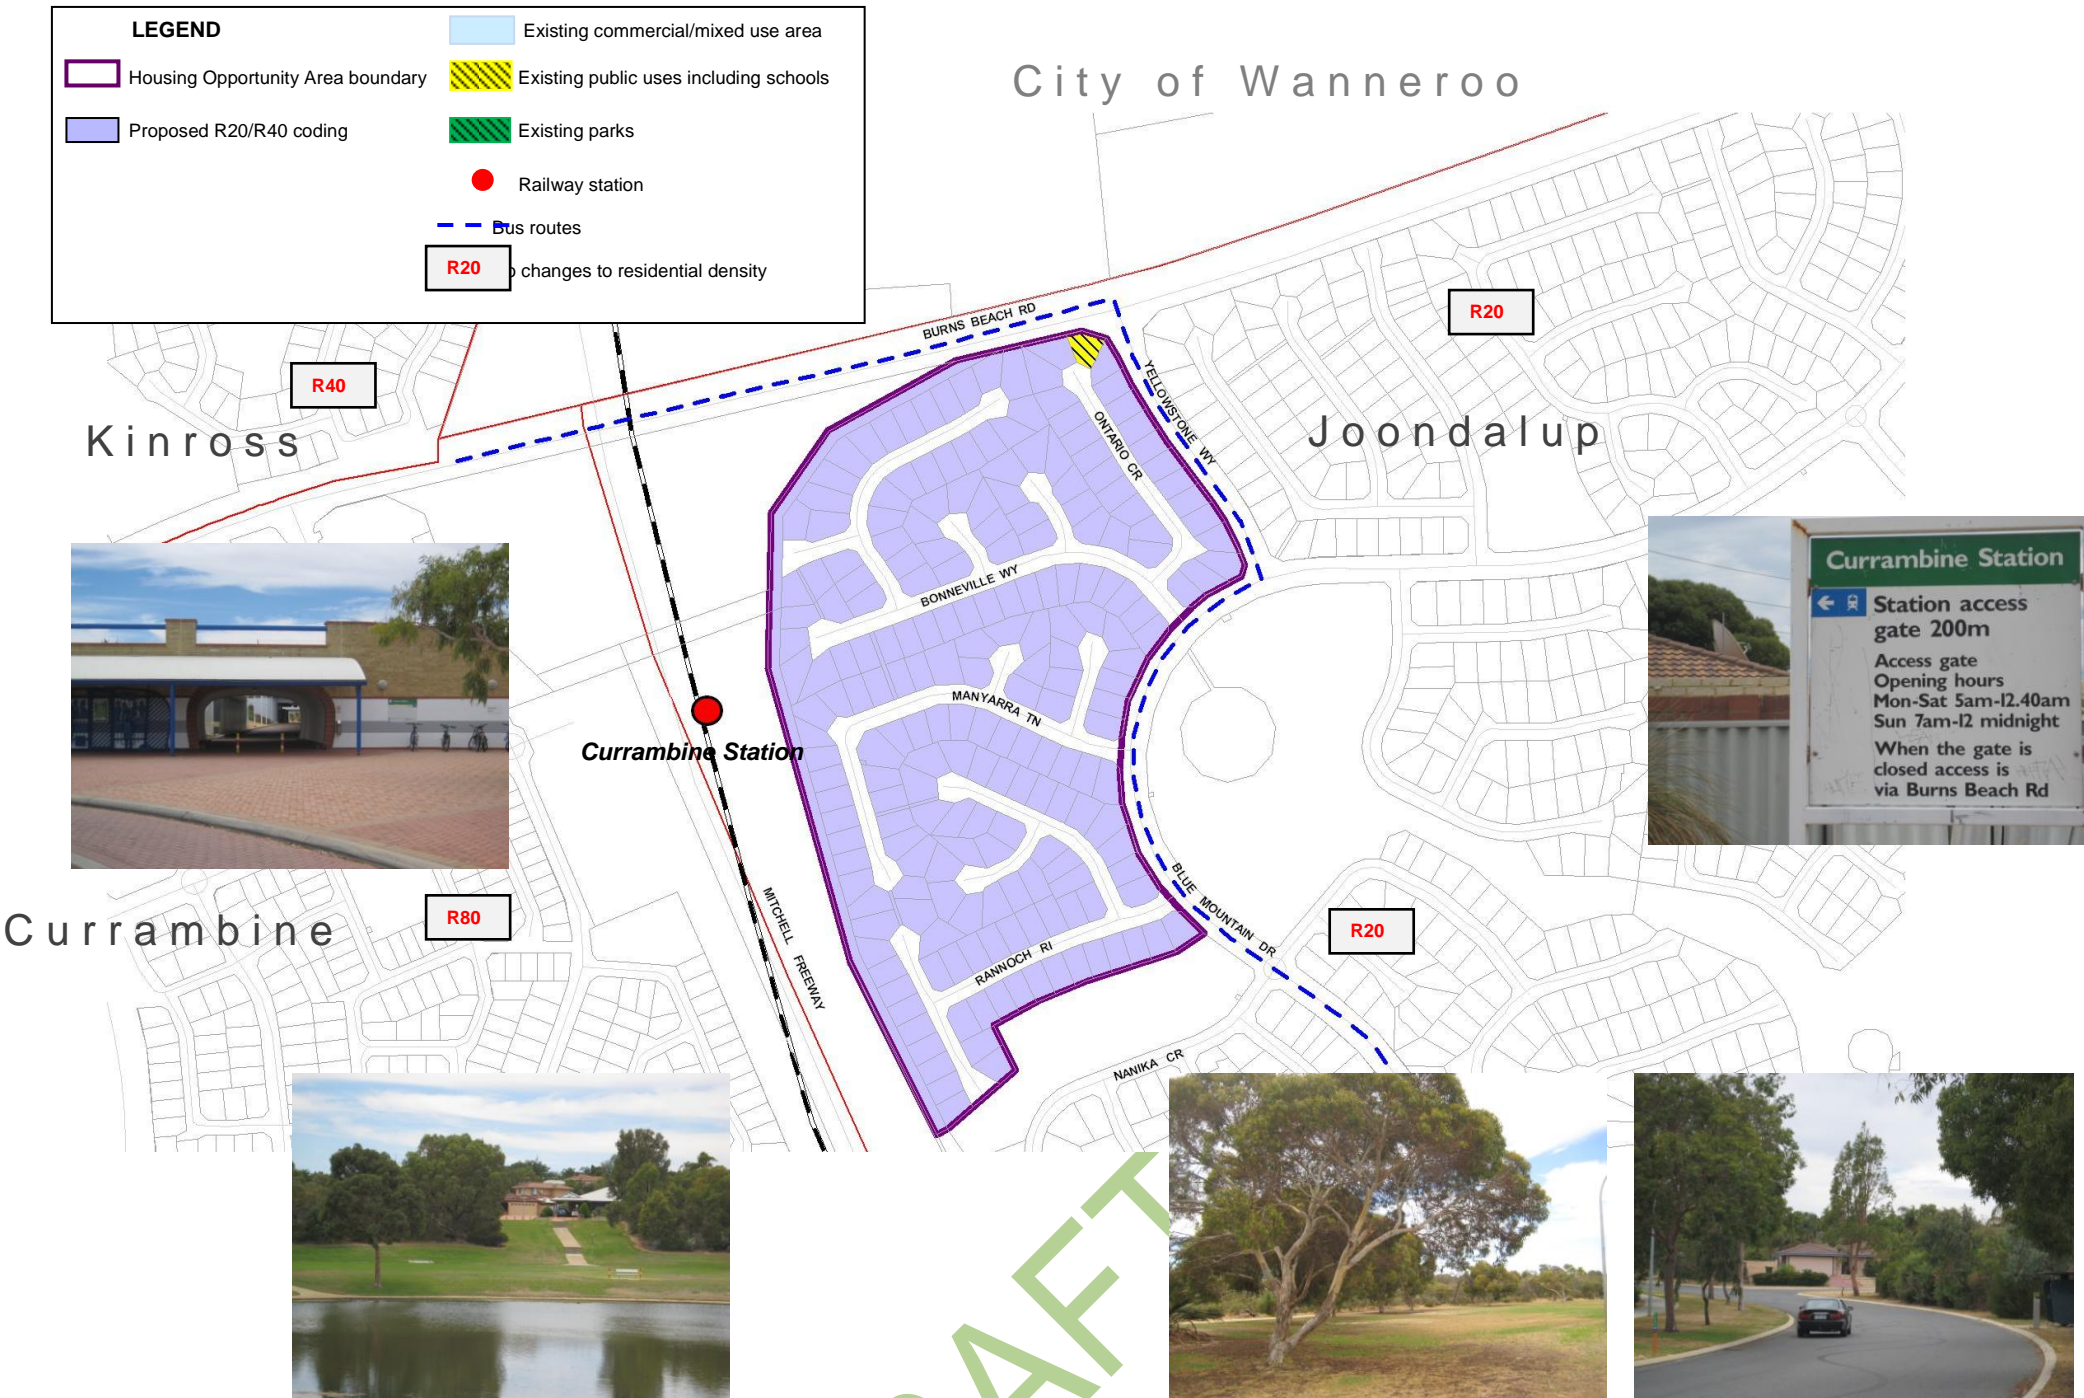 LEGEND
Existing commercial/mixed use area
Housing Opportunity Area boundary
Existing public uses including schools
Proposed R20/R40 coding
Existing parks
Railway station
Bus routes
R20
changes to residential density
City of Wanneroo
R20
BURNS BEACH RD
R40
YELLOWSTONE WY
Kinross
ONTARIO CR
Joondalup
BONNEVILLE WY
Currambine Station
Station access
gate 200m
Access gate
Opening hours
Mon-Sat 5am-12.40am
Sun 7am-12 midnight
When the gate is
closed access is
via Burns Beach Rd
MANYARRA TN
Currambine Station
BLUE MOUNTAIN DR
MITCHELL FREEWAY
Currambine
R80
R20
RANNOCH RI
NANIKA CR